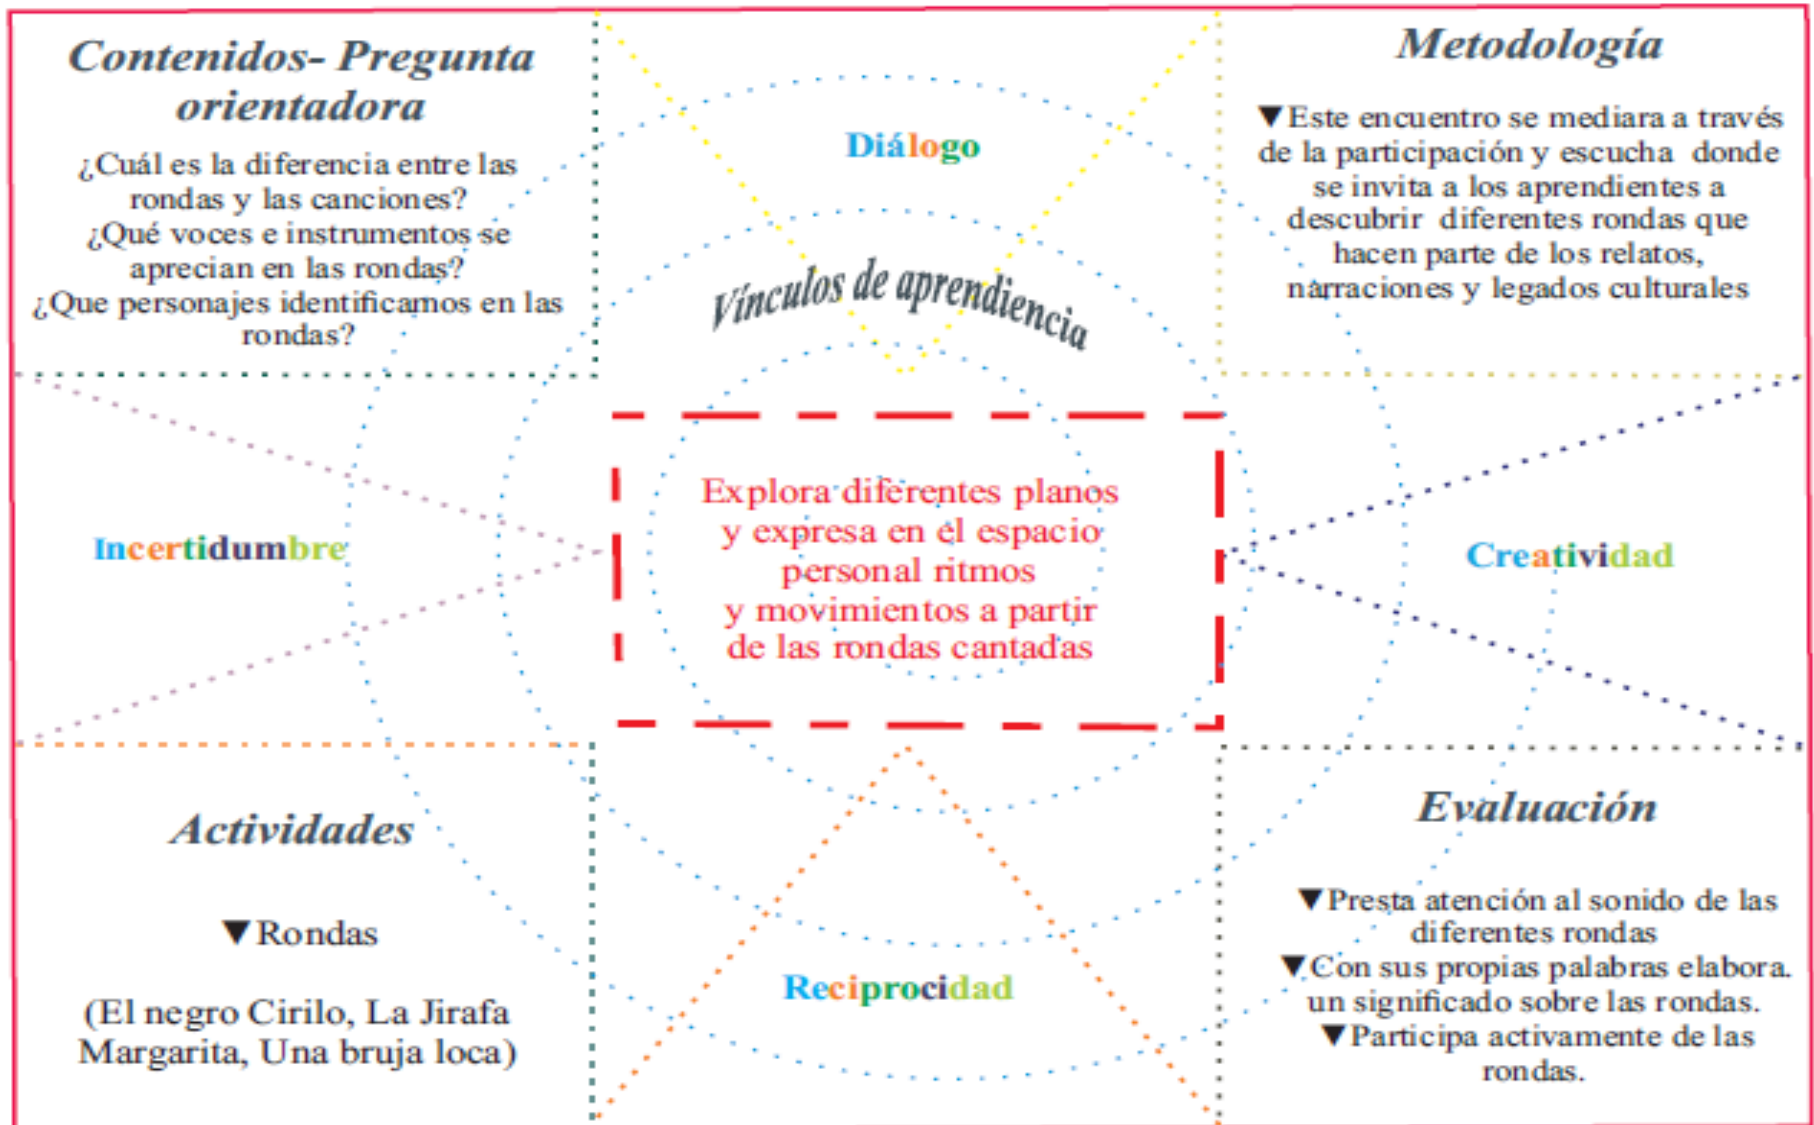 Contenidos- Pregunta
orientadora
¿Cuál es la diferencia entre las
rondas y las canciones?
¿Qué voces e instrumentos se
aprecian en las rondas?
¿Que personajes identificamos en las
rondas?
Diálogo
Vínculos de aprendiencia
Metodología
▼Este encuentro se mediara a través
de la participación y escucha donde
se invita a los aprendientes a
descubrir diferentes rondas que
hacen parte de los relatos,
narraciones y legados culturales
Incertidumbre
Explora diferentes planos
y expresa en el espacio
personal ritmos
y movimientos a partir
de las rondas cantadas
Creatividad
Actividades
▼Rondas
(El negro Cirilo, La Jirafa
Margarita, Una bruja loca)
Reciprocidad
Evaluación
▼Presta atención al sonido de las
diferentes rondas
▼Con sus propias palabras elabora.
un significado sobre las rondas.
▼Participa activamente de las
rondas.